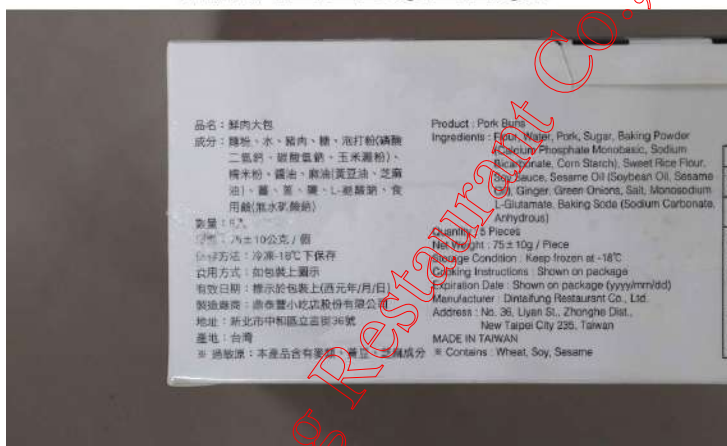 品名：鮮肉大包
成分：麵粉、水、豬肉、糖、泡打粉(磷酸
二氫鈣、碳酸氫鈉、玉米澱粉)、
糯米粉、醬油、麻油(黃豆油、芝麻
油)、薑、蔥、鹽、L-麩酸鈉、食
用鹼(無水碳酸鈉)
數量：5入
75±10公克 / 個
保存方法：冷凍-18℃下保存
食用方式：如包裝上圖示
有效日期：標示於包裝上(西元年/月/日)
製造廠商：鼎泰豐小吃店股份有限公司
地址：新北市中和區立言街36號
產地：台灣
※ 過敏原：本產品含有麥類、黃豆、芝麻成分
Product : Pork Buns
Ingredients : Flour, Water, Pork, Sugar, Baking Powder
(Calcium Phosphate Monobasic, Sodium
Bicarbonate, Corn Starch), Sweet Rice Flour,
Soy Sauce, Sesame Oil (Soybean Oil, Sesame
Oil), Ginger, Green Onions, Salt, Monosodium
L-Glutamate, Baking Soda (Sodium Carbonate,
Anhydrous)
Quantity : 5 Pieces
Net Weight : 75±10g / Piece
Storage Condition : Keep frozen at -18℃
Cooking Instructions : Shown on package
Expiration Date : Shown on package (yyyy/mm/dd)
Manufacturer : Dintaifung Restaurant Co., Ltd.
Address : No. 36, Liyan St., Zhonghe Dist.,
New Taipei City 235, Taiwan
MADE IN TAIWAN
※ Contains : Wheat, Soy, Sesame
g Restaurant Co.,